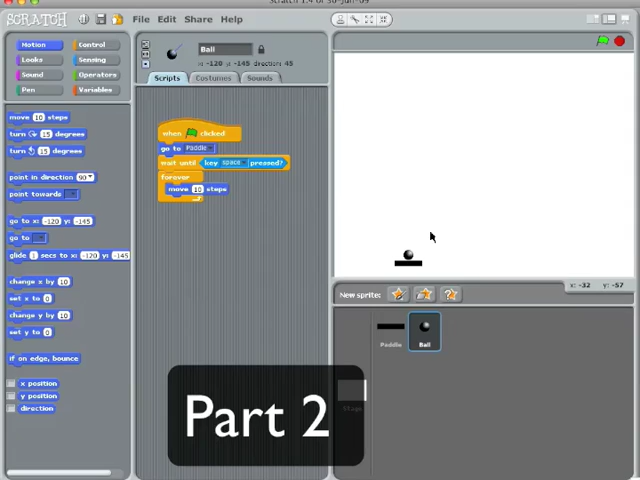 Scratch 1.4 of 30-Jun-09
SCRATCH File Edit Share Help
Motion Control
Looks Sensing
Sound Operators
Pen Variables
move 10 steps
turn 15 degrees
turn 15 degrees
point in direction 90
point towards
go to x: -120 y: -145
go to
glide 1 secs to x: -120 y: -145
change x by 10
set x to 0
change y by 10
set y to 0
if on edge, bounce
x position
y position
direction
Ball
x: -120 y: -145 direction: 45
Scripts Costumes Sounds
when clicked
go to Paddle
wait until key space pressed?
forever
move 10 steps
x: -32 y: -57
New sprite:
Paddle Ball
Stage
Part 2